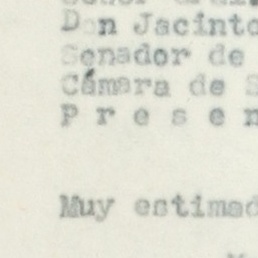 Don Jacinto
Senador de
Cámara de
P r e s e n
Muy estimad